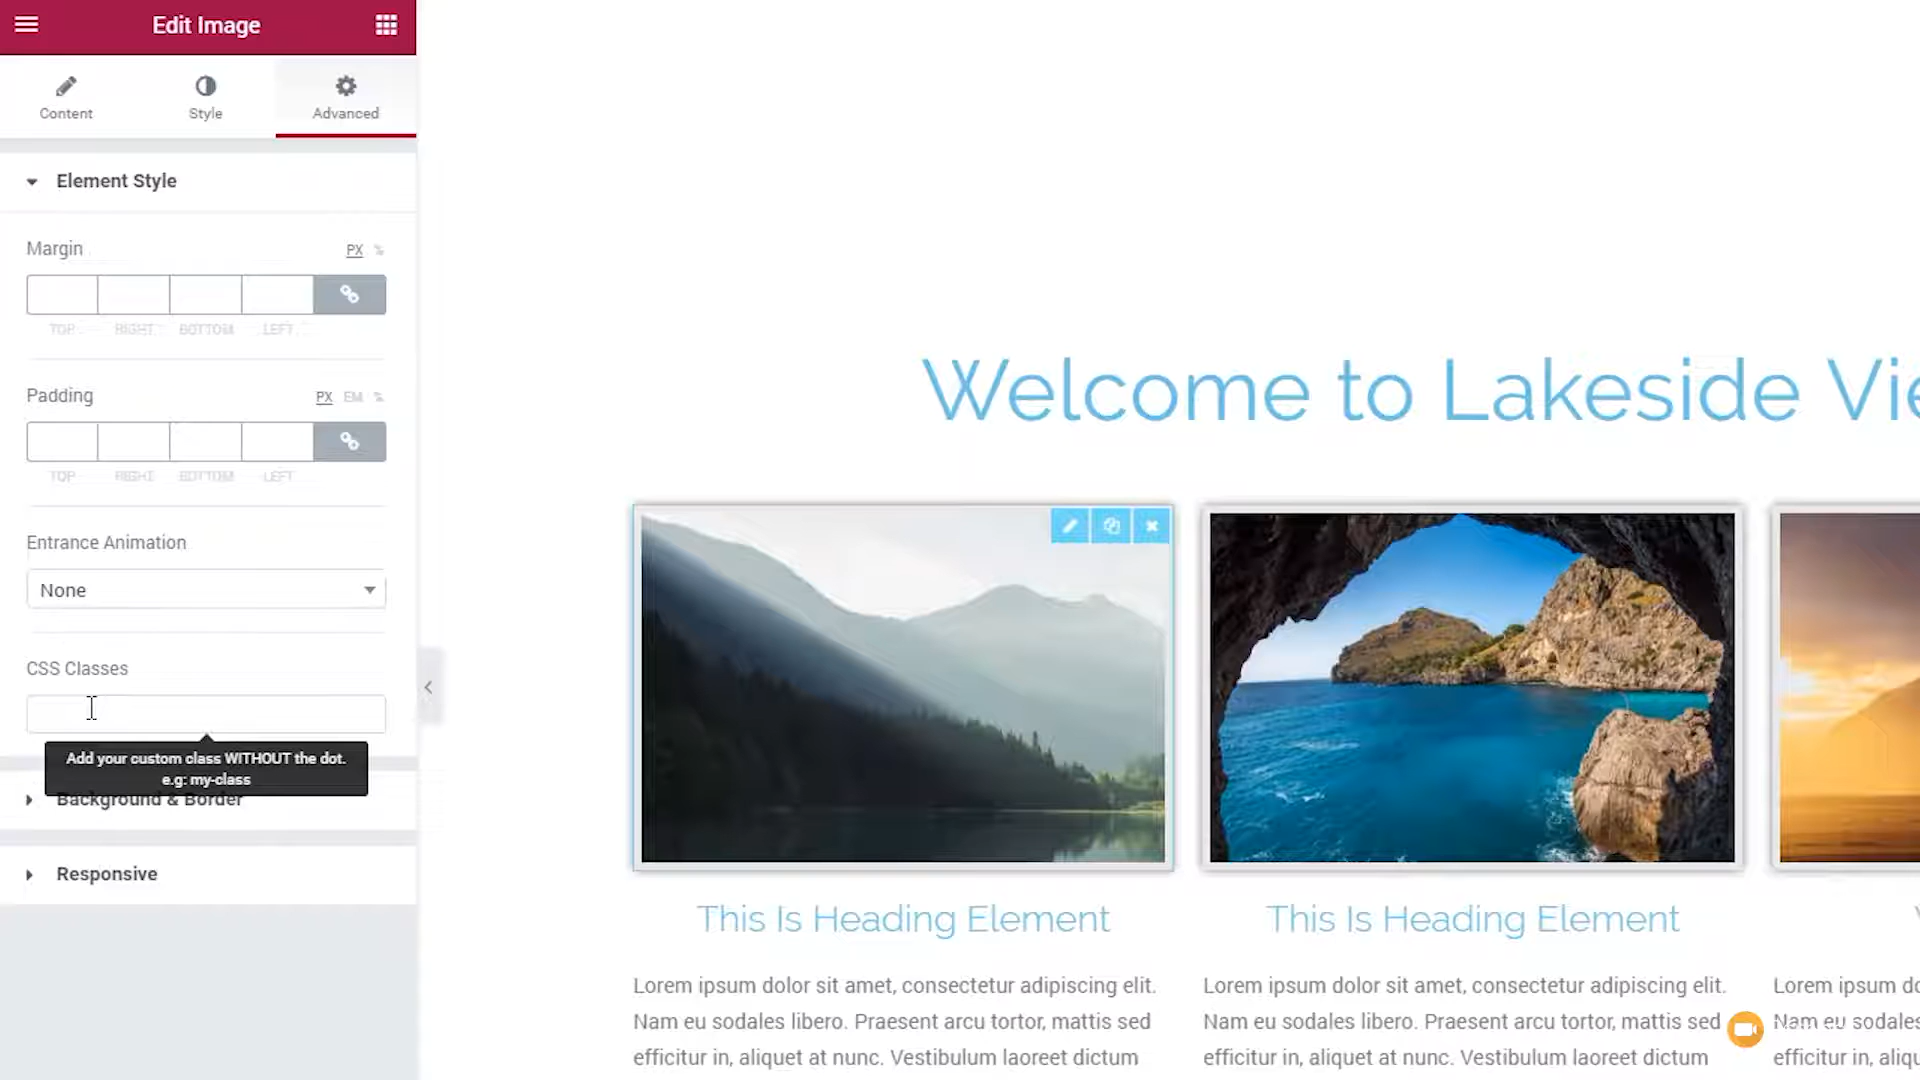 Edit Image
Content
Style
Advanced
Element Style
Margin
PX
%
TOP
RIGHT
BOTTOM
LEFT
Padding
PX
EM
%
TOP
RIGHT
BOTTOM
LEFT
Entrance Animation
None
CSS Classes
Add your custom class WITHOUT the dot.
e.g: my-class
Background & Border
Responsive
Welcome to Lakeside Vie
This Is Heading Element
Lorem ipsum dolor sit amet, consectetur adipiscing elit.
Nam eu sodales libero. Praesent arcu tortor, mattis sed
efficitur in, aliquet at nunc. Vestibulum laoreet dictum
This Is Heading Element
Lorem ipsum dolor sit amet, consectetur adipiscing elit.
Nam eu sodales libero. Praesent arcu tortor, mattis sed
efficitur in, aliquet at nunc. Vestibulum laoreet dictum
Lorem ipsum do
Nam eu sodales
efficitur in, aliq